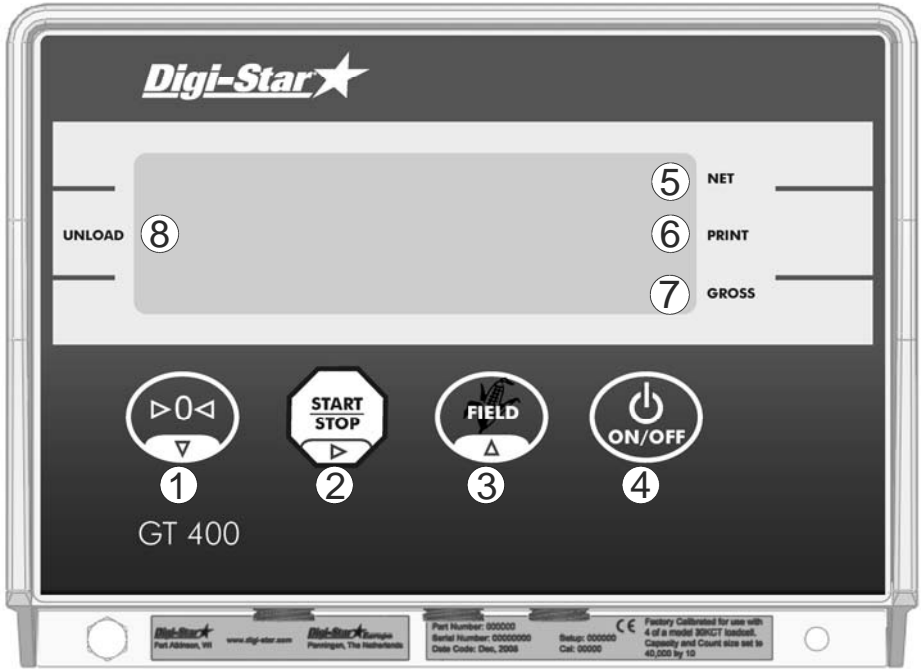 Digi-Star
NET
5
UNLOAD
8
6
PRINT
7
GROSS
▷0◁
START
STOP
FIELD
ON/OFF
1
2
3
4
GT 400
Digi-Star
Fort Atkinson, WI
www.digi-star.com
Digi-Star Europe
Panningen, The Netherlands
Part Number: 000000
Serial Number: 00000000
Date Code: Dec, 2008
Setup: 000000
Cal: 00000
CE
Factory Calibrated for use with
4 of a model 30KCT loadcell.
Capacity and Count size set to
40,000 by 10